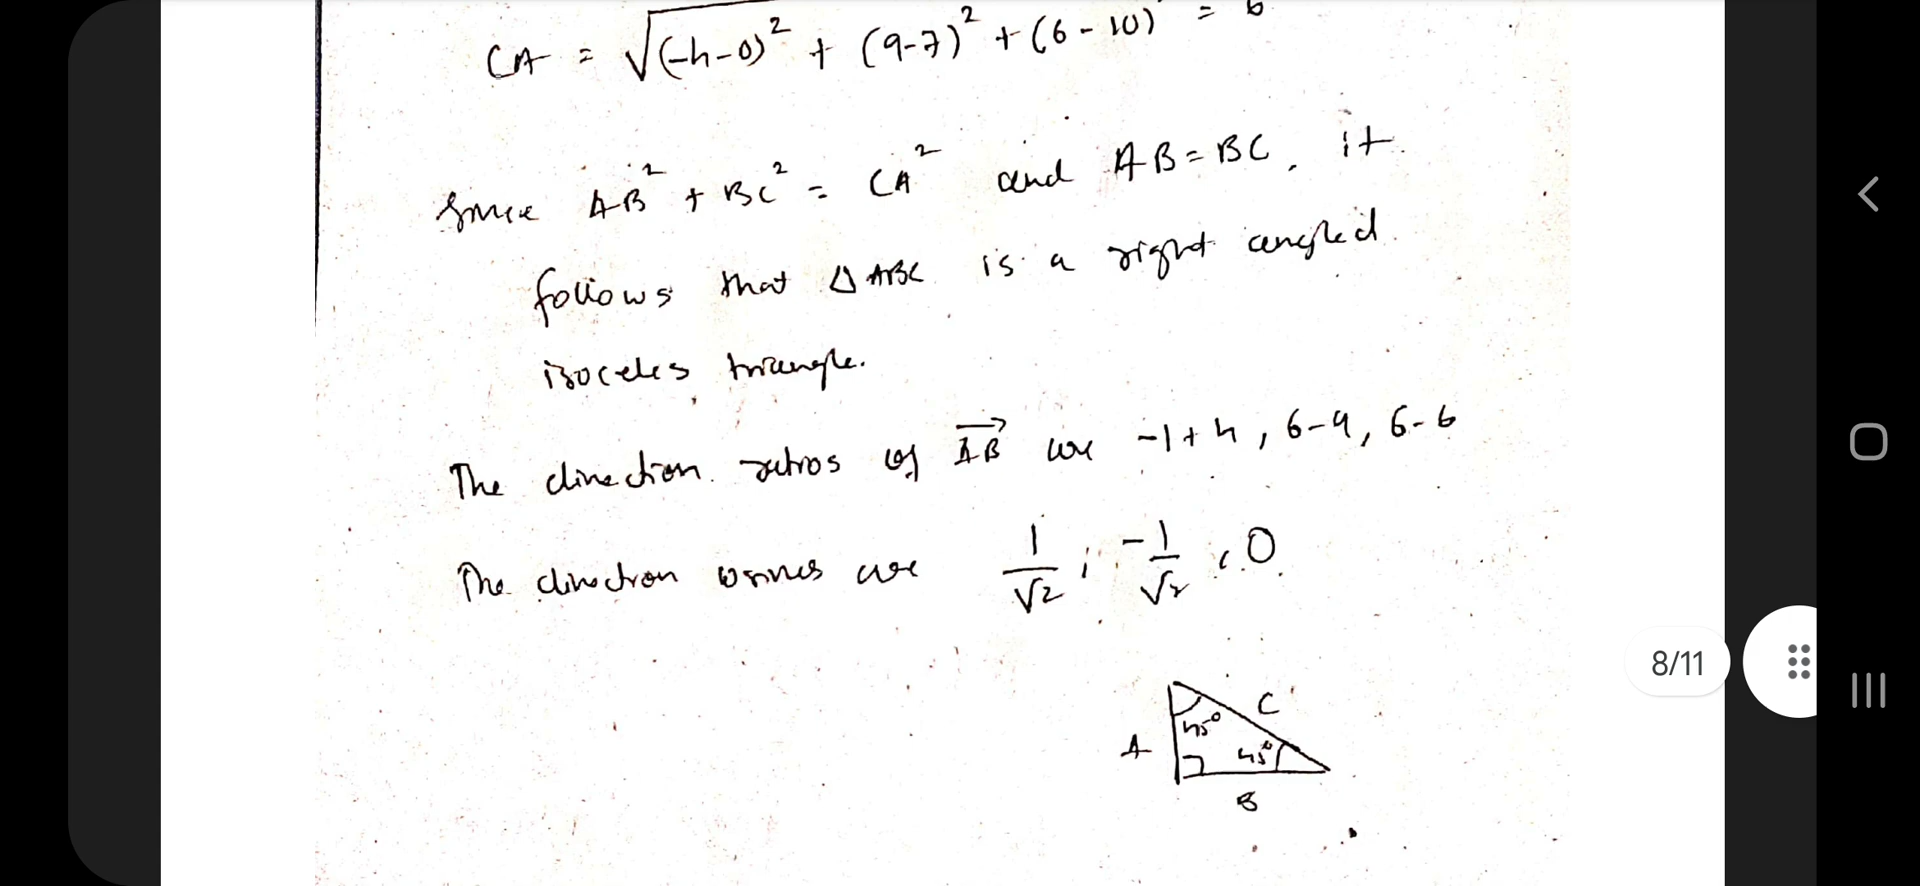 CA = √(-4-0)² + (9-7)² + (6-10)² = 6
Since AB² + BC² = CA² and AB = BC, it
follows that △ABC is a right angled
isoceles triangle.
The direction ratios of AB→ are -1+4, 6-9, 6-6
The direction cosines are 1/√2, -1/√2, 0
8/11
C
45°
A
45°
B